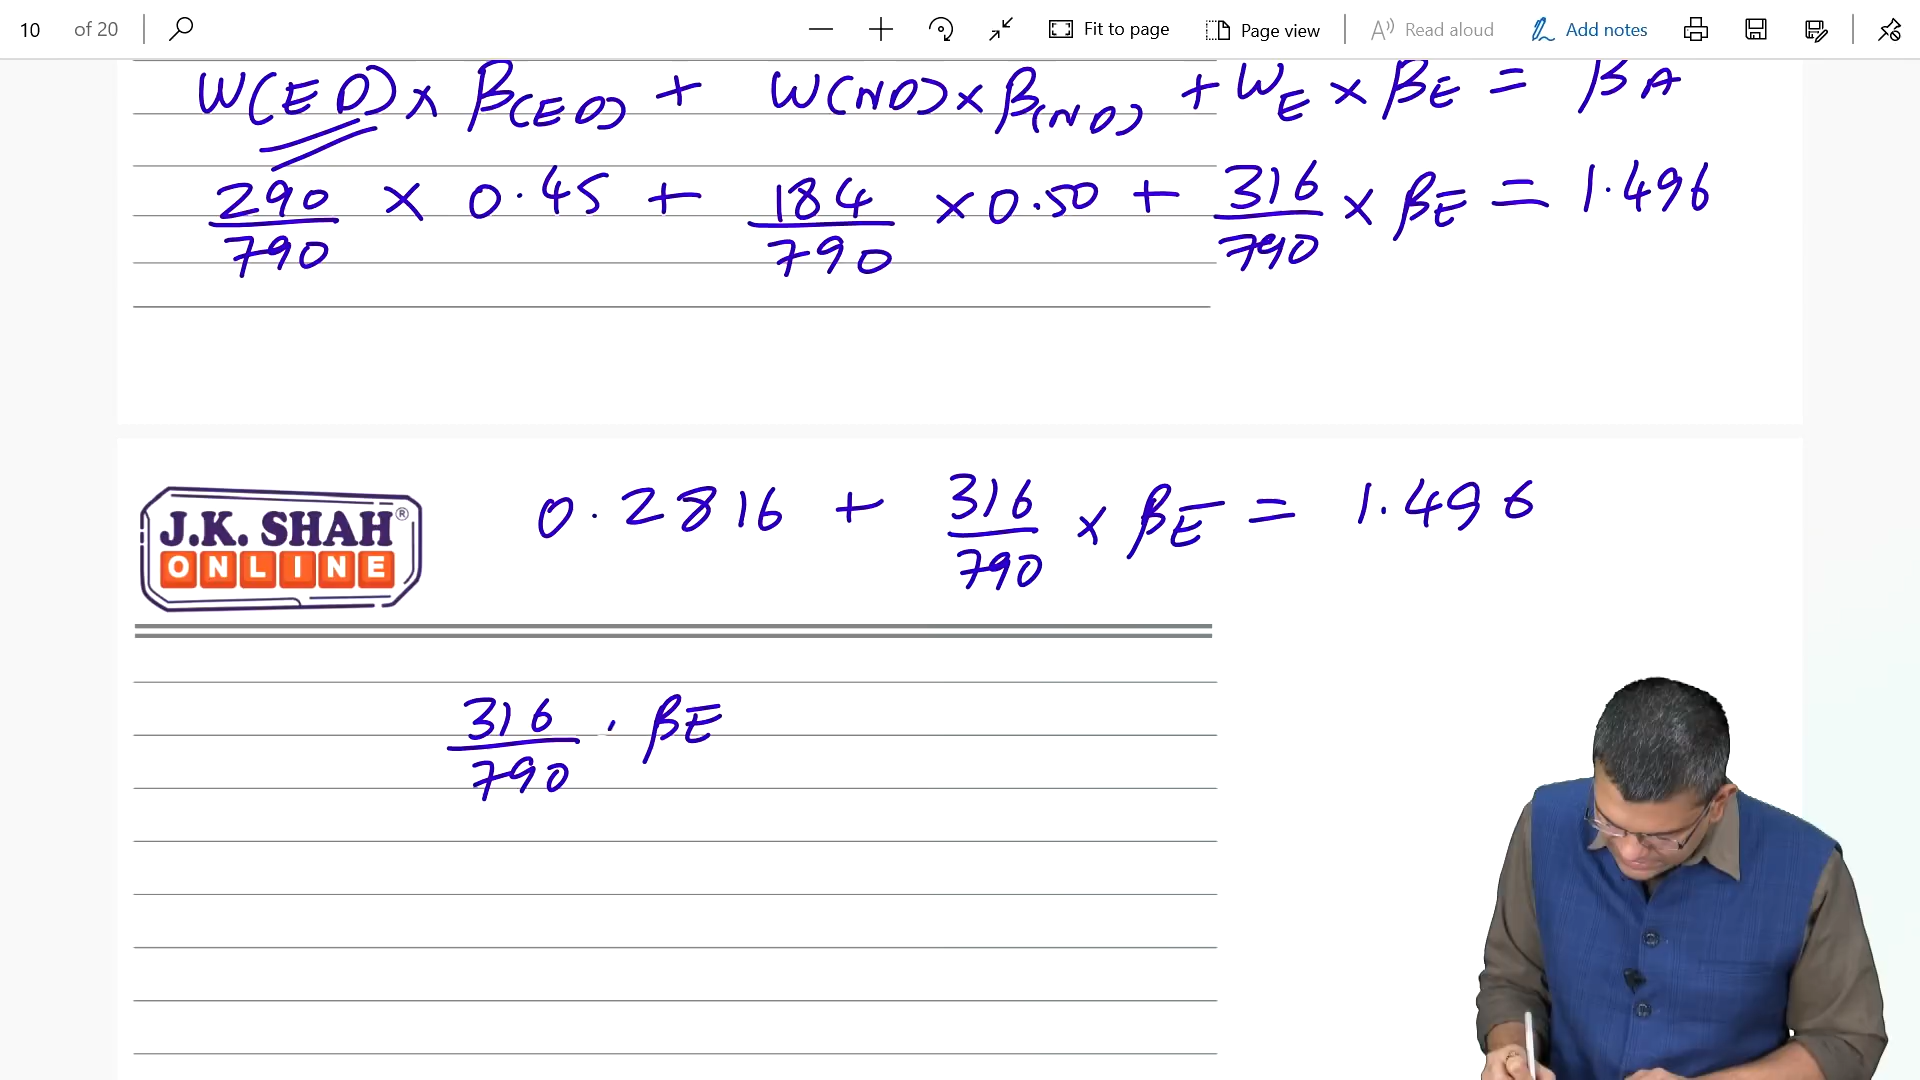 10 of 20 Fit to page Page view Read aloud Add notes
W(ED) x β(ED) + W(ND) x β(ND) + WE x βE = βA
290/790 x 0.45 + 184/790 x 0.50 + 316/790 x βE = 1.496
J.K. SHAH®
ONLINE
0.2816 + 316/790 x βE = 1.496
316/790 . βE